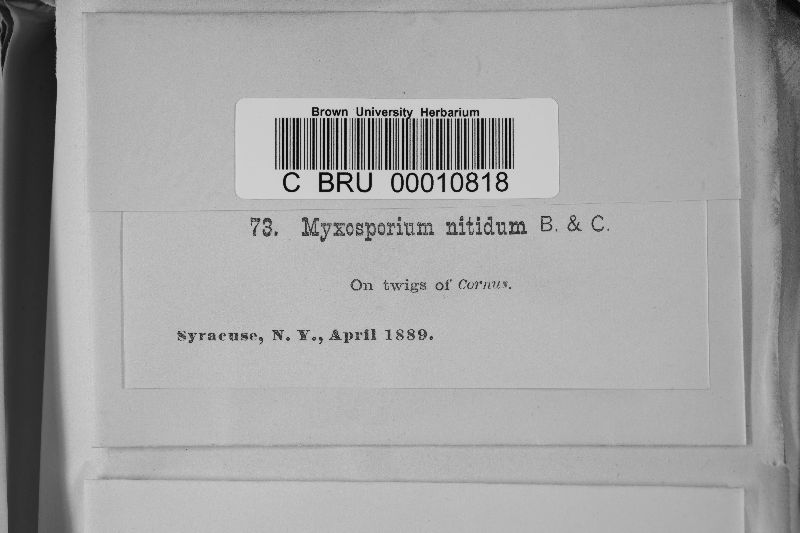 Brown University Herbarium
C BRU 00010818
73. Myxosporium nitidum B. & C.
On twigs of Cornus.
Syracuse, N. Y., April 1889.